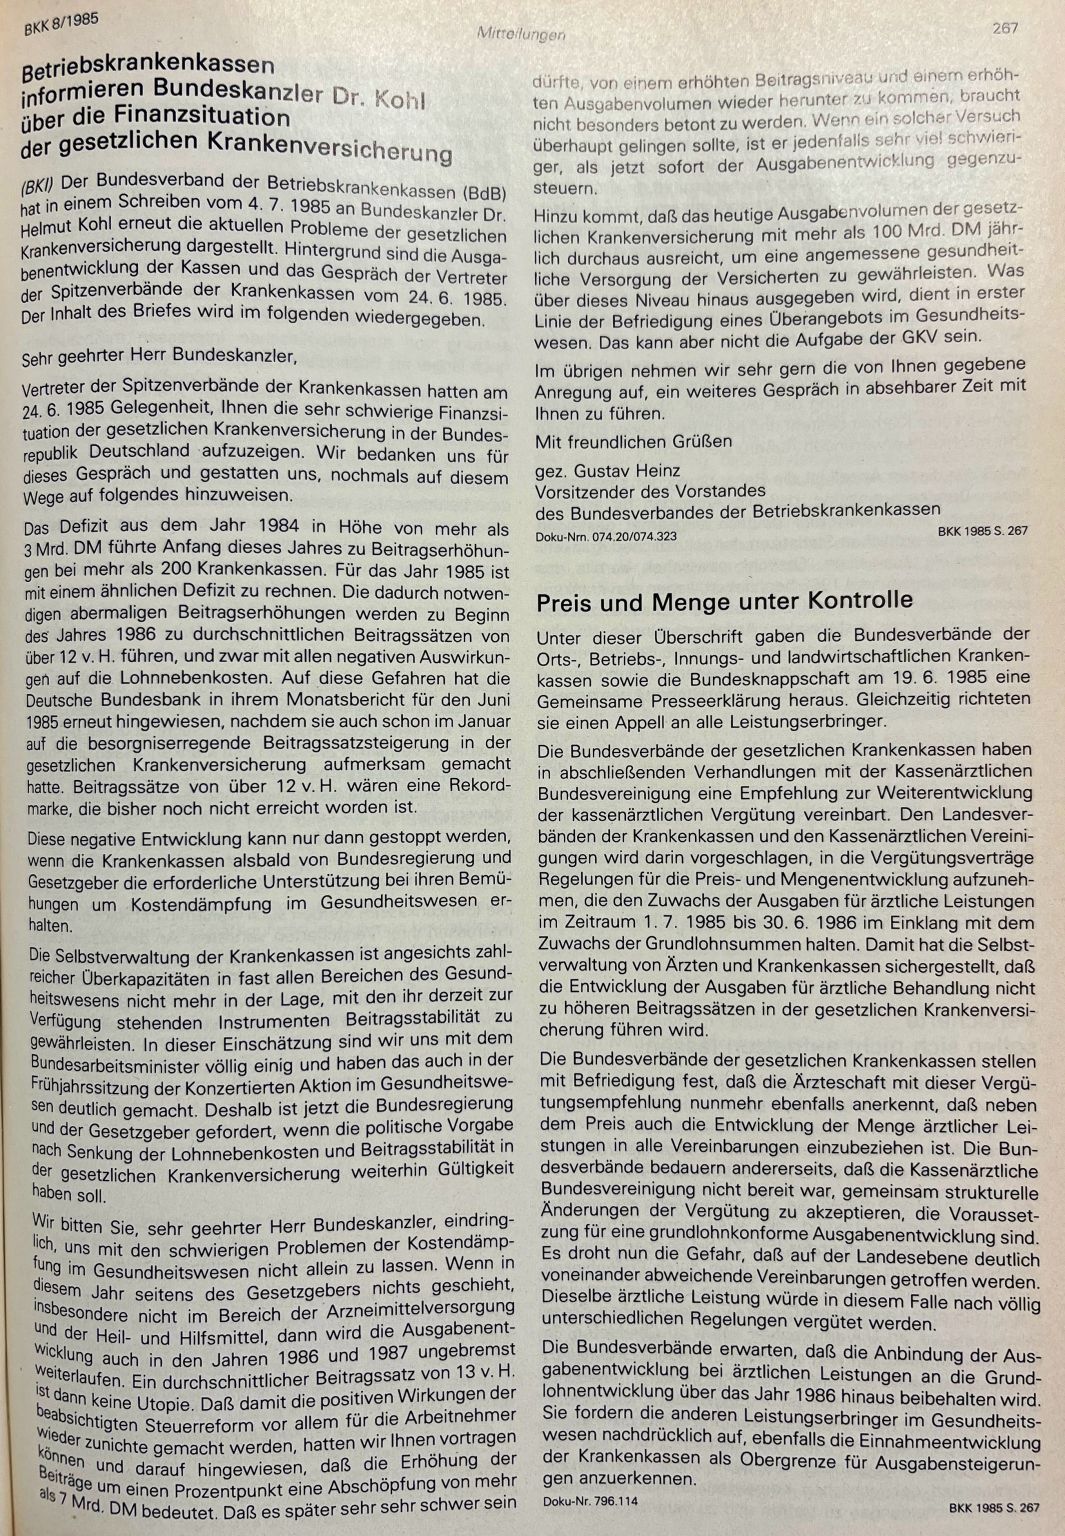 BKK 8/1985
Mitteilungen
267
Betriebskrankenkassen
informieren Bundeskanzler Dr. Kohl
über die Finanzsituation
der gesetzlichen Krankenversicherung
(BKI) Der Bundesverband der Betriebskrankenkassen (BdB)
hat in einem Schreiben vom 4. 7. 1985 an Bundeskanzler Dr.
Helmut Kohl erneut die aktuellen Probleme der gesetzlichen
Krankenversicherung dargestellt. Hintergrund sind die Ausga-
benentwicklung der Kassen und das Gespräch der Vertreter
der Spitzenverbände der Krankenkassen vom 24. 6. 1985.
Der Inhalt des Briefes wird im folgenden wiedergegeben.
Sehr geehrter Herr Bundeskanzler,
Vertreter der Spitzenverbände der Krankenkassen hatten am
24. 6. 1985 Gelegenheit, Ihnen die sehr schwierige Finanzsi-
tuation der gesetzlichen Krankenversicherung in der Bundes-
republik Deutschland aufzuzeigen. Wir bedanken uns für
dieses Gespräch und gestatten uns, nochmals auf diesem
Wege auf folgendes hinzuweisen.
Das Defizit aus dem Jahr 1984 in Höhe von mehr als
3 Mrd. DM führte Anfang dieses Jahres zu Beitragserhöhun-
gen bei mehr als 200 Krankenkassen. Für das Jahr 1985 ist
mit einem ähnlichen Defizit zu rechnen. Die dadurch notwen-
digen abermaligen Beitragserhöhungen werden zu Beginn
des Jahres 1986 zu durchschnittlichen Beitragssätzen von
über 12 v. H. führen, und zwar mit allen negativen Auswirkun-
gen auf die Lohnnebenkosten. Auf diese Gefahren hat die
Deutsche Bundesbank in ihrem Monatsbericht für den Juni
1985 erneut hingewiesen, nachdem sie auch schon im Januar
auf die besorgniserregende Beitragssatzsteigerung in der
gesetzlichen Krankenversicherung aufmerksam gemacht
hatte. Beitragssätze von über 12 v. H. wären eine Rekord-
marke, die bisher noch nicht erreicht worden ist.
Diese negative Entwicklung kann nur dann gestoppt werden,
wenn die Krankenkassen alsbald von Bundesregierung und
Gesetzgeber die erforderliche Unterstützung bei ihren Bemü-
hungen um Kostendämpfung im Gesundheitswesen er-
halten.
Die Selbstverwaltung der Krankenkassen ist angesichts zahl-
reicher Überkapazitäten in fast allen Bereichen des Gesund-
heitswesens nicht mehr in der Lage, mit den ihr derzeit zur
Verfügung stehenden Instrumenten Beitragsstabilität zu
gewährleisten. In dieser Einschätzung sind wir uns mit dem
Bundesarbeitsminister völlig einig und haben das auch in der
Frühjahrssitzung der Konzertierten Aktion im Gesundheitswe-
sen deutlich gemacht. Deshalb ist jetzt die Bundesregierung
und der Gesetzgeber gefordert, wenn die politische Vorgabe
nach Senkung der Lohnnebenkosten und Beitragsstabilität in
der gesetzlichen Krankenversicherung weiterhin Gültigkeit
haben soll.
Wir bitten Sie, sehr geehrter Herr Bundeskanzler, eindring-
lich, uns mit den schwierigen Problemen der Kostendämp-
fung im Gesundheitswesen nicht allein zu lassen. Wenn in
diesem Jahr seitens des Gesetzgebers nichts geschieht,
insbesondere nicht im Bereich der Arzneimittelversorgung
und der Heil- und Hilfsmittel, dann wird die Ausgabenent-
wicklung auch in den Jahren 1986 und 1987 ungebremst
weiterlaufen. Ein durchschnittlicher Beitragssatz von 13 v. H.
ist dann keine Utopie. Daß damit die positiven Wirkungen der
beabsichtigten Steuerreform vor allem für die Arbeitnehmer
wieder zunichte gemacht werden, hatten wir Ihnen vortragen
können und darauf hingewiesen, daß die Erhöhung der
Beiträge um einen Prozentpunkt eine Abschöpfung von mehr
als 7 Mrd. DM bedeutet. Daß es später sehr sehr schwer sein
dürfte, von einem erhöhten Beitragsniveau und einem erhöh-
ten Ausgabenvolumen wieder herunter zu kommen, braucht
nicht besonders betont zu werden. Wenn ein solcher Versuch
überhaupt gelingen sollte, ist er jedenfalls sehr viel schwieri-
ger, als jetzt sofort der Ausgabenentwicklung gegenzu-
steuern.
Hinzu kommt, daß das heutige Ausgabenvolumen der gesetz-
lichen Krankenversicherung mit mehr als 100 Mrd. DM jähr-
lich durchaus ausreicht, um eine angemessene gesundheit-
liche Versorgung der Versicherten zu gewährleisten. Was
über dieses Niveau hinaus ausgegeben wird, dient in erster
Linie der Befriedigung eines Überangebots im Gesundheits-
wesen. Das kann aber nicht die Aufgabe der GKV sein.
Im übrigen nehmen wir sehr gern die von Ihnen gegebene
Anregung auf, ein weiteres Gespräch in absehbarer Zeit mit
Ihnen zu führen.
Mit freundlichen Grüßen
gez. Gustav Heinz
Vorsitzender des Vorstandes
des Bundesverbandes der Betriebskrankenkassen
Doku-Nrn. 074.20/074.323
BKK 1985 S. 267
Preis und Menge unter Kontrolle
Unter dieser Überschrift gaben die Bundesverbände der
Orts-, Betriebs-, Innungs- und landwirtschaftlichen Kranken-
kassen sowie die Bundesknappschaft am 19. 6. 1985 eine
Gemeinsame Presseerklärung heraus. Gleichzeitig richteten
sie einen Appell an alle Leistungserbringer.
Die Bundesverbände der gesetzlichen Krankenkassen haben
in abschließenden Verhandlungen mit der Kassenärztlichen
Bundesvereinigung eine Empfehlung zur Weiterentwicklung
der kassenärztlichen Vergütung vereinbart. Den Landesver-
bänden der Krankenkassen und den Kassenärztlichen Vereini-
gungen wird darin vorgeschlagen, in die Vergütungsverträge
Regelungen für die Preis- und Mengenentwicklung aufzuneh-
men, die den Zuwachs der Ausgaben für ärztliche Leistungen
im Zeitraum 1. 7. 1985 bis 30. 6. 1986 im Einklang mit dem
Zuwachs der Grundlohnsummen halten. Damit hat die Selbst-
verwaltung von Ärzten und Krankenkassen sichergestellt, daß
die Entwicklung der Ausgaben für ärztliche Behandlung nicht
zu höheren Beitragssätzen in der gesetzlichen Krankenversi-
cherung führen wird.
Die Bundesverbände der gesetzlichen Krankenkassen stellen
mit Befriedigung fest, daß die Ärzteschaft mit dieser Vergü-
tungsempfehlung nunmehr ebenfalls anerkennt, daß neben
dem Preis auch die Entwicklung der Menge ärztlicher Lei-
stungen in alle Vereinbarungen einzubeziehen ist. Die Bun-
desverbände bedauern andererseits, daß die Kassenärztliche
Bundesvereinigung nicht bereit war, gemeinsam strukturelle
Änderungen der Vergütung zu akzeptieren, die Vorausset-
zung für eine grundlohnkonforme Ausgabenentwicklung sind.
Es droht nun die Gefahr, daß auf der Landesebene deutlich
voneinander abweichende Vereinbarungen getroffen werden.
Dieselbe ärztliche Leistung würde in diesem Falle nach völlig
unterschiedlichen Regelungen vergütet werden.
Die Bundesverbände erwarten, daß die Anbindung der Aus-
gabenentwicklung bei ärztlichen Leistungen an die Grund-
lohnentwicklung über das Jahr 1986 hinaus beibehalten wird.
Sie fordern die anderen Leistungserbringer im Gesundheits-
wesen nachdrücklich auf, ebenfalls die Einnahmeentwicklung
der Krankenkassen als Obergrenze für Ausgabensteigerun-
gen anzuerkennen.
Doku-Nr. 796.114
BKK 1985 S. 267